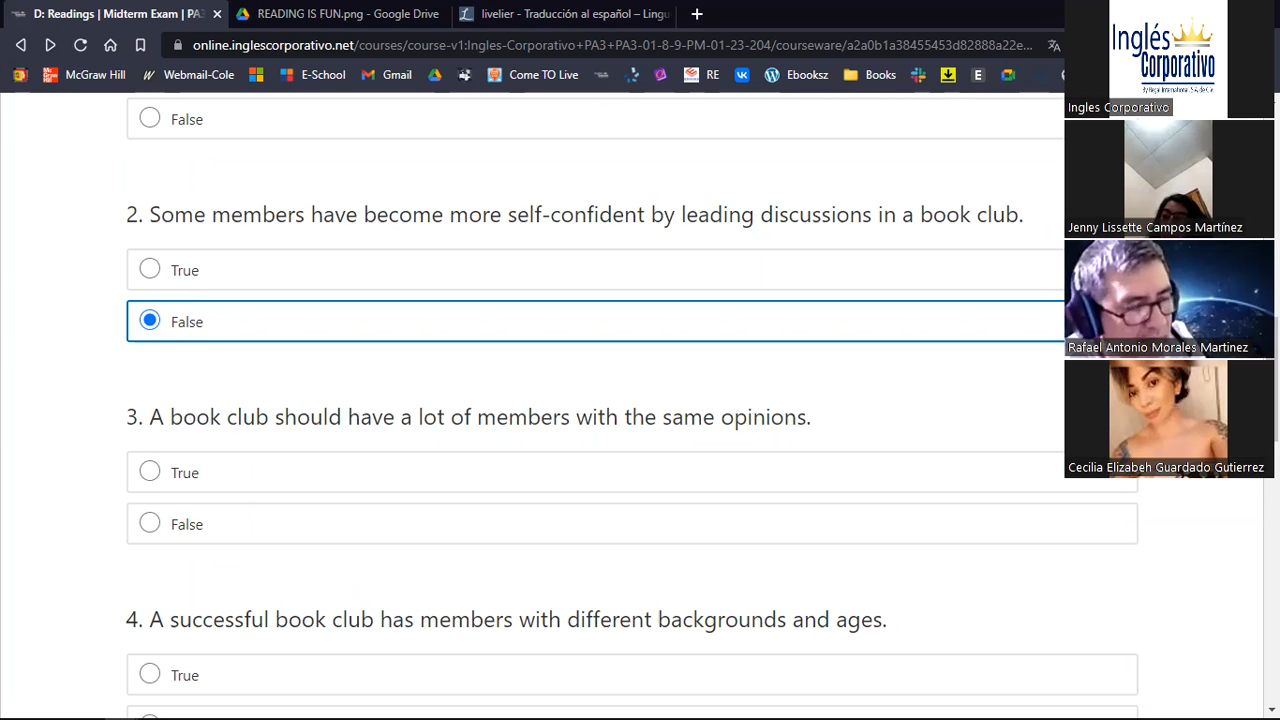 D: Readings | Midterm Exam | PA3
READING IS FUN.png - Google Drive
livelier - Traducción al español – Lingu
online.inglescorporativo.net/courses/course-v1:Ingles-Corporativo+PA3+PA3-01-8-9-PM-01-23-204/courseware/a2a0b1a38455453d82888a22e...
McGraw Hill
Webmail-Cole
E-School
Gmail
Come TO Live
RE
Ebooksz
Books
E
Inglés
Corporativo
By Regal International, S.A. de C.V.
Ingles Corporativo
False
2. Some members have become more self-confident by leading discussions in a book club.
Jenny Lissette Campos Martínez
True
False
Rafael Antonio Morales Martinez
3. A book club should have a lot of members with the same opinions.
Cecilia Elizabeh Guardado Gutierrez
True
False
4. A successful book club has members with different backgrounds and ages.
True